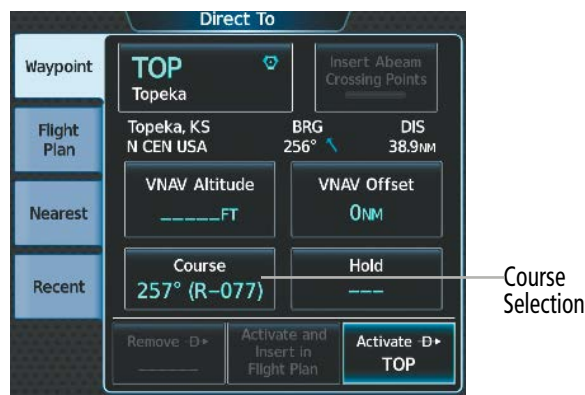 Direct To
Waypoint
Flight
Plan
Nearest
Recent
TOP
Topeka
Insert Abeam
Crossing Points
Topeka, KS
N CEN USA
BRG
256°
DIS
38.9NM
VNAV Altitude
_____FT
VNAV Offset
0NM
Course
257° (R-077)
Hold
___
Course
Selection
Remove D
______
Activate and
Insert in
Flight Plan
Activate D
TOP